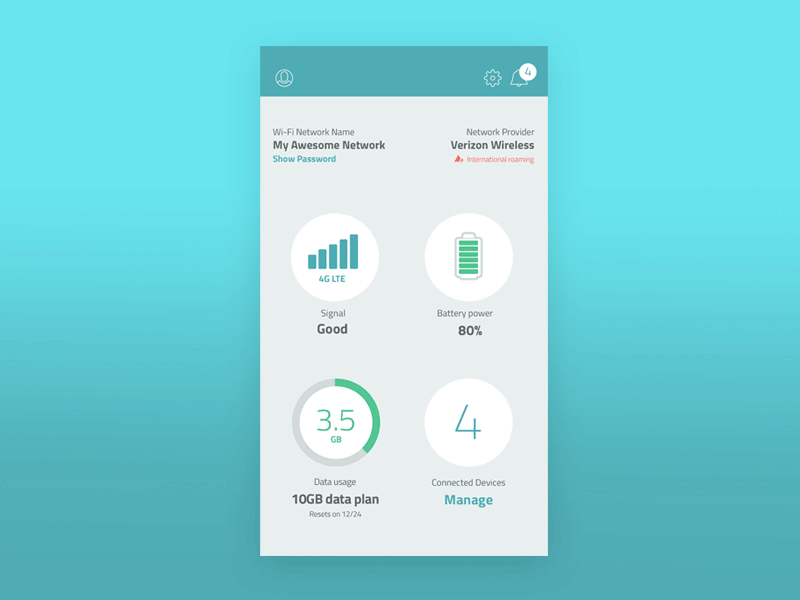 4
Wi-Fi Network Name
My Awesome Network
Show Password
Network Provider
Verizon Wireless
International roaming
4G LTE
Signal
Good
Battery power
80%
3.5
GB
Data usage
10GB data plan
Resets on 12/24
4
Connected Devices
Manage